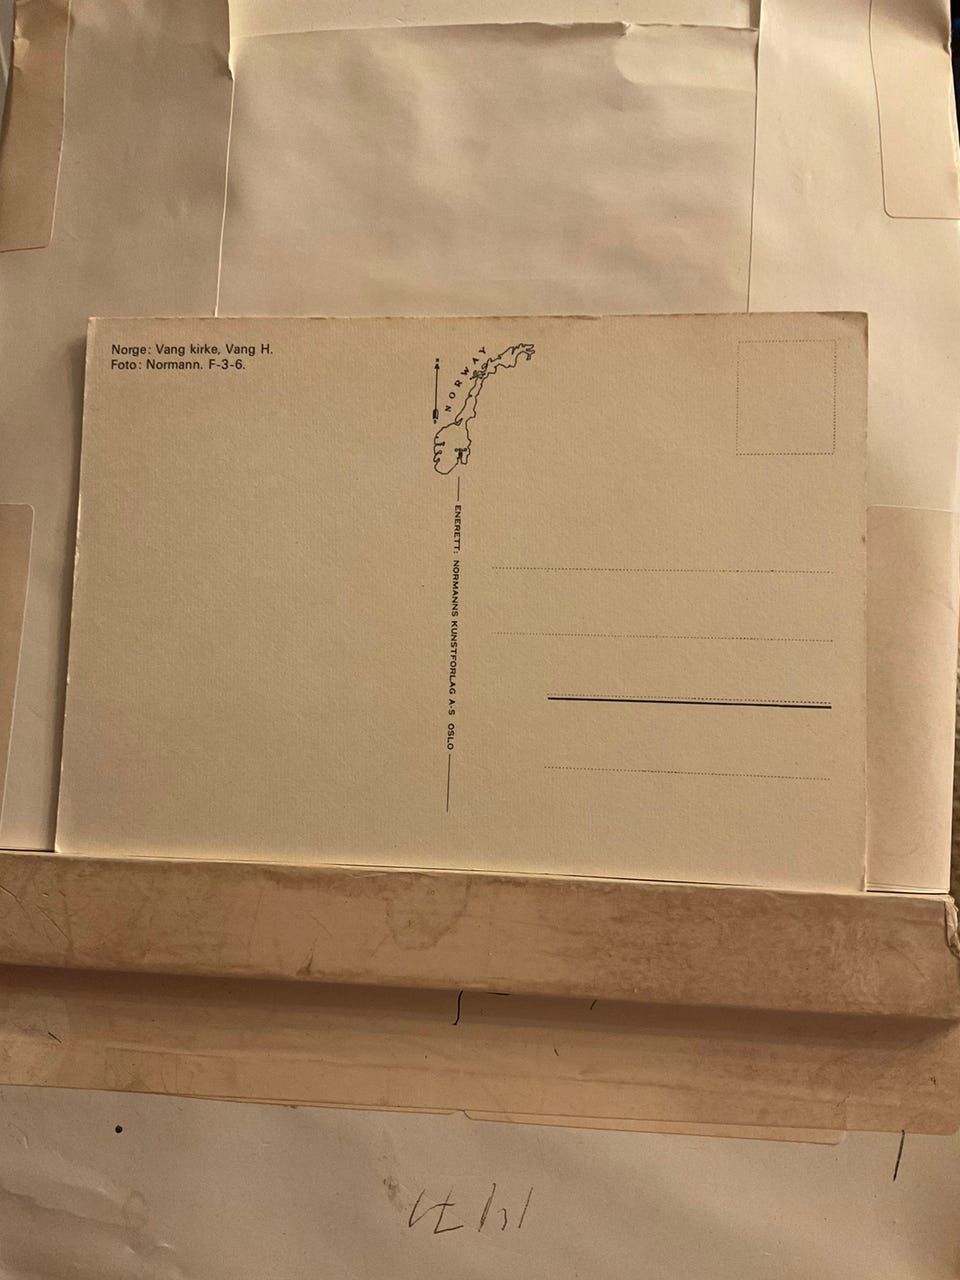 Norge: Vang kirke, Vang H.
Foto: Normann. F-3-6.
NORWAY
ENERETT: NORMANNS KUNSTFORLAG A-S OSLO